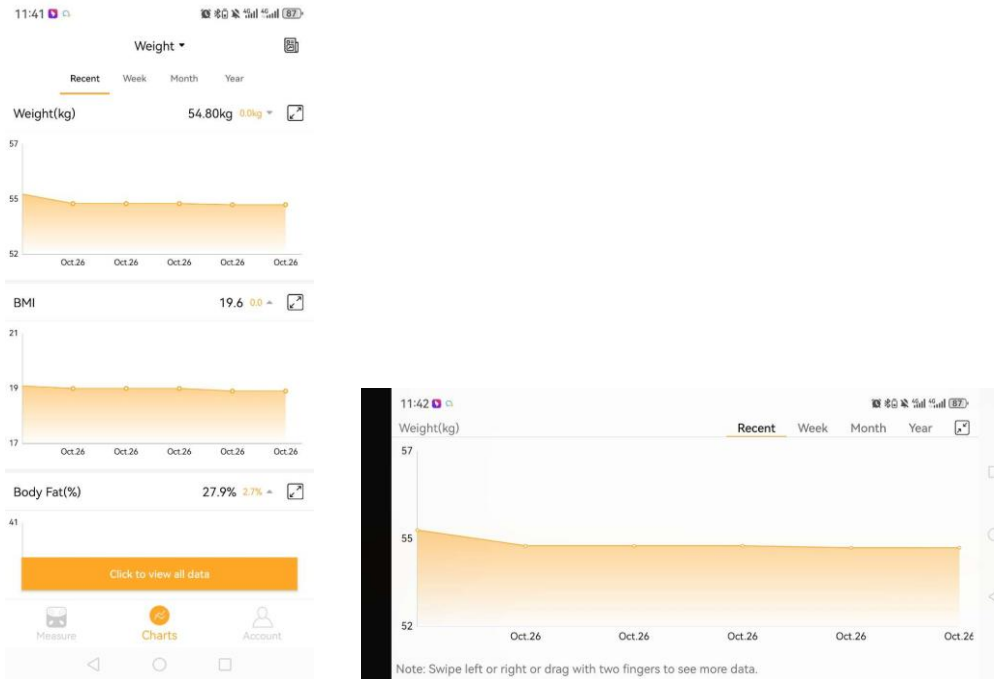 11:41
87
Weight
Recent Week Month Year
Weight(kg) 54.80kg 0.0kg
57
55
52
Oct.26 Oct.26 Oct.26 Oct.26 Oct.26
BMI 19.6 0.0
21
19
17
Oct.26 Oct.26 Oct.26 Oct.26 Oct.26
Body Fat(%) 27.9% 2.7%
41
Click to view all data
Measure Charts Account
11:42
87
Weight(kg) Recent Week Month Year
57
55
52
Oct.26 Oct.26 Oct.26 Oct.26 Oct.26
Note: Swipe left or right or drag with two fingers to see more data.